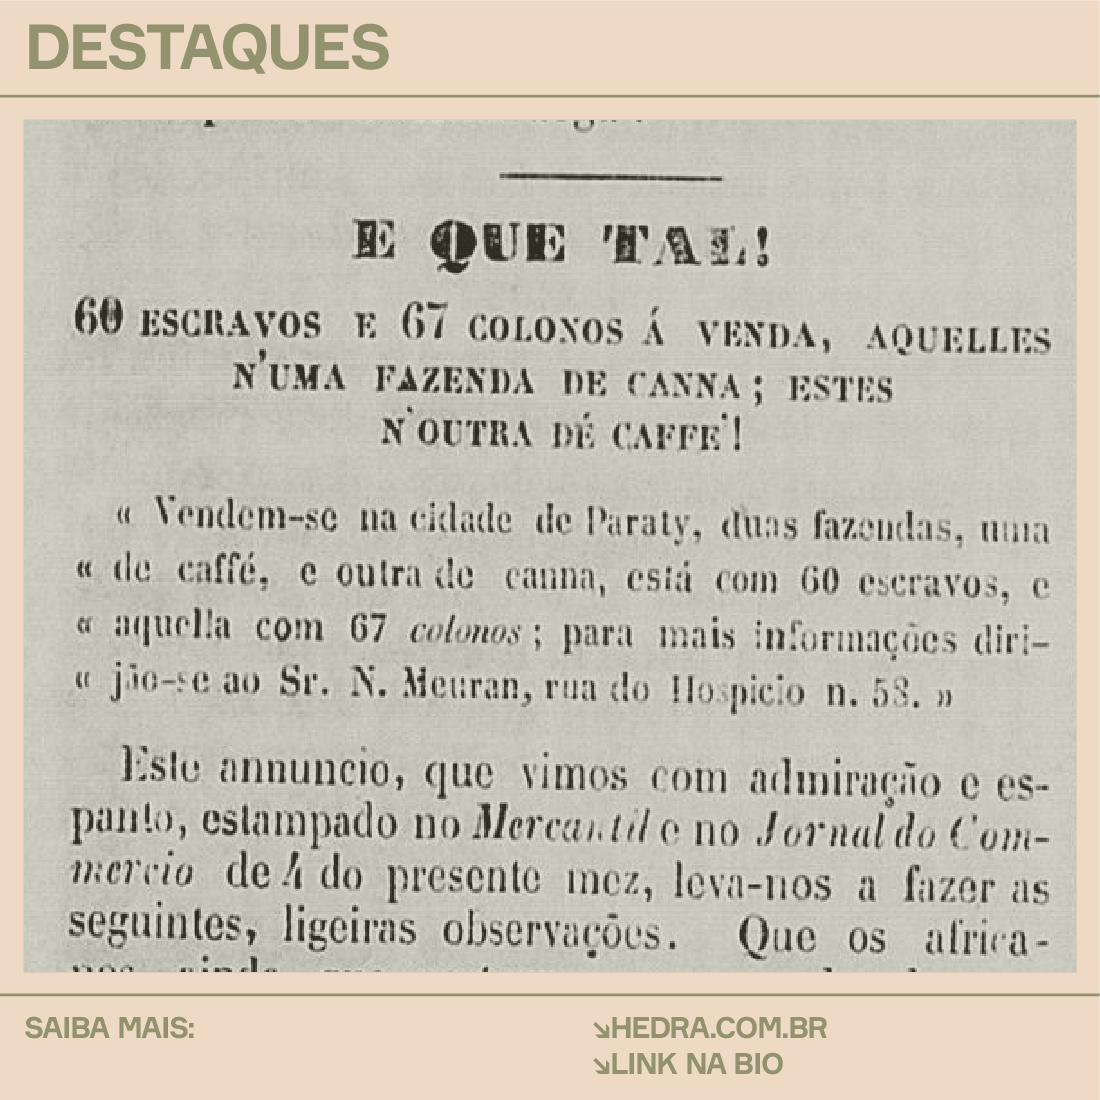 DESTAQUES
E QUE TAL!
60 ESCRAVOS E 67 COLONOS Á VENDA, AQUELLES
N'UMA FAZENDA DE CANNA; ESTES
N'OUTRA DÉ CAFFE'!
« Vendem-se na cidade de Paraty, duas fazendas, uma
« de caffé, e outra de canna, está com 60 escravos, e
« aquella com 67 colonos; para mais informações diri-
« jão-se ao Sr. N. Meuran, rua do Hospicio n. 58. »
Este annuncio, que vimos com admiração e es-
panto, estampado no Mercantil e no Jornal do Com-
mercio de 4 do presente mez, leva-nos a fazer as
seguintes, ligeiras observações. Que os africa-
SAIBA MAIS:
↘HEDRA.COM.BR
↘LINK NA BIO